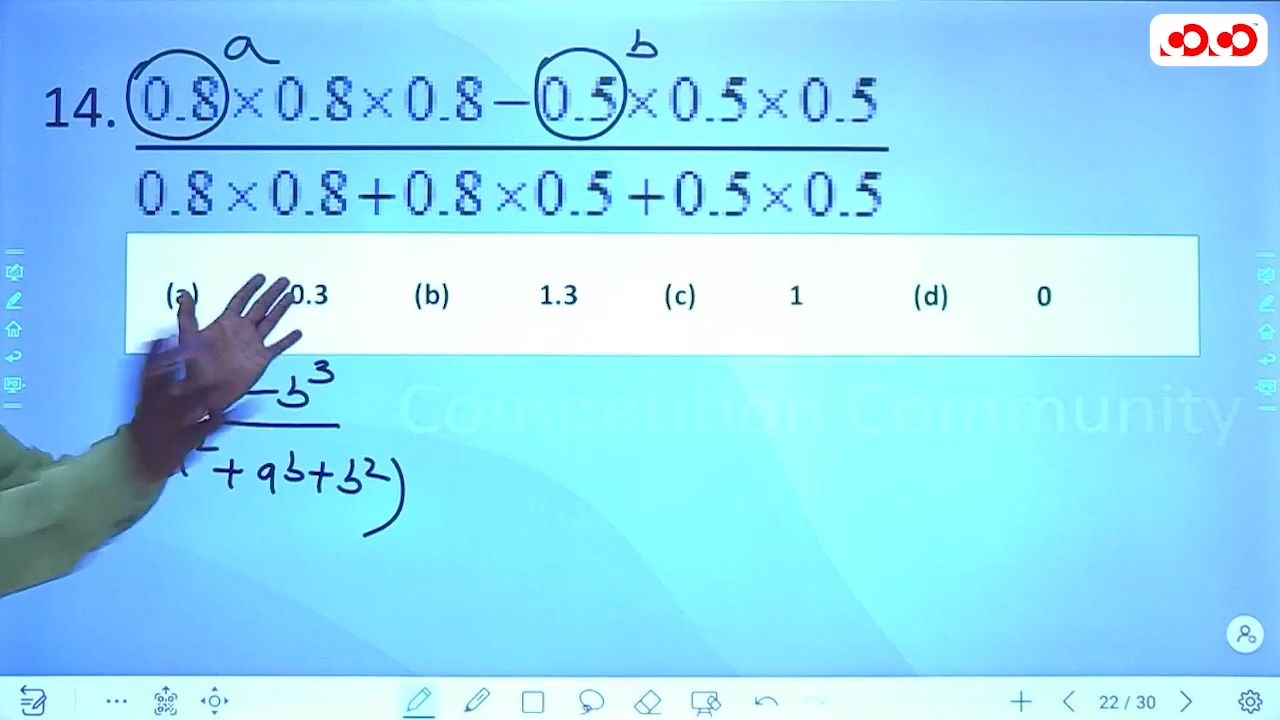 a b
14. 0.8×0.8×0.8−0.5×0.5×0.5
0.8×0.8+0.8×0.5+0.5×0.5
(a) 0.3 (b) 1.3 (c) 1 (d) 0
−b³
+ab+b²)
Competition Community
22 / 30